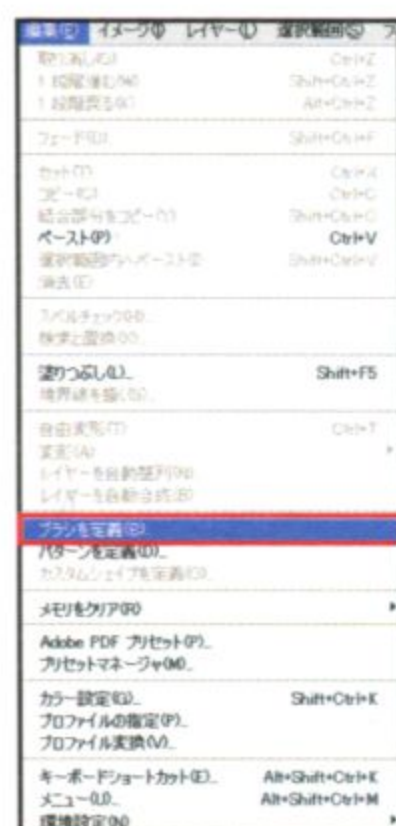 編集(E) イメージ(I) レイヤー(L) 選択範囲(S) フ
取り消し(O) Ctrl+Z
1 段階進む(W) Shift+Ctrl+Z
1 段階戻る(K) Alt+Ctrl+Z
フェード(D)... Shift+Ctrl+F
カット(T) Ctrl+X
コピー(C) Ctrl+C
結合部分をコピー(Y) Shift+Ctrl+C
ペースト(P) Ctrl+V
選択範囲内へペースト(I) Shift+Ctrl+V
消去(E)
スペルチェック(H)...
検索と置換(X)...
塗りつぶし(L)... Shift+F5
境界線を描く(S)...
自由変形(T) Ctrl+T
変形(A)
レイヤーを自動整列(N)
レイヤーを自動合成(B)
ブラシを定義(B)...
パターンを定義(D)...
カスタムシェイプを定義(O)...
メモリをクリア(R)
Adobe PDF プリセット(P)...
プリセットマネージャ(M)...
カラー設定(G)... Shift+Ctrl+K
プロファイルの指定(P)...
プロファイル変換(V)...
キーボードショートカット(E)... Alt+Shift+Ctrl+K
メニュー(U)... Alt+Shift+Ctrl+M
環境設定(N)